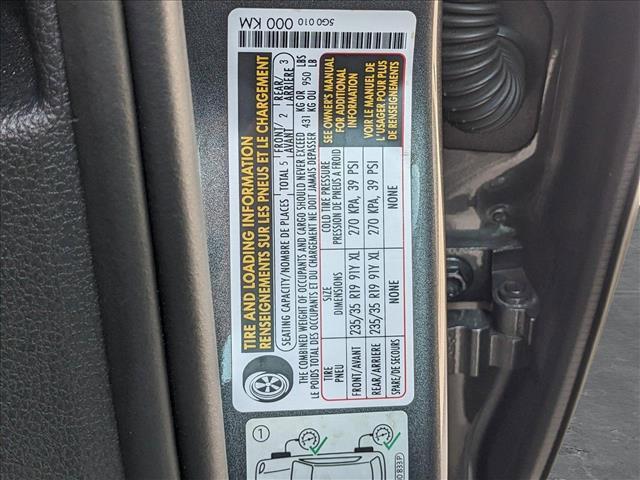 5G0 010 000 KM
TIRE AND LOADING INFORMATION
RENSEIGNEMENTS SUR LES PNEUS ET LE CHARGEMENT
SEATING CAPACITY/NOMBRE DE PLACES TOTAL 5 FRONT/AVANT 2 REAR/ARRIÈRE 3
THE COMBINED WEIGHT OF OCCUPANTS AND CARGO SHOULD NEVER EXCEED 431 KG OR 950 LBS
LE POIDS TOTAL DES OCCUPANTS ET DU CHARGEMENT NE DOIT JAMAIS DÉPASSER 431 KG OU 950 LB
TIRE PNEU SIZE DIMENSIONS COLD TIRE PRESSURE PRESSION DE PNEUS A FROID
FRONT/AVANT 235/35 R19 91Y XL 270 KPA, 39 PSI
REAR/ARRIERE 235/35 R19 91Y XL 270 KPA, 39 PSI
SPARE/DE SECOURS NONE NONE
SEE OWNER'S MANUAL
FOR ADDITIONAL
INFORMATION
VOIR LE MANUEL DE
L'USAGER POUR PLUS
DE RENSEIGNEMENTS
1